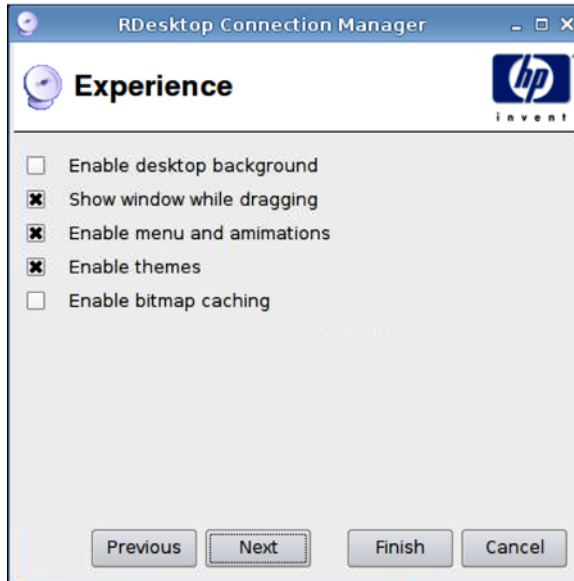 RDesktop Connection Manager
Experience
hp
invent
Enable desktop background
Show window while dragging
Enable menu and amimations
Enable themes
Enable bitmap caching
Previous Next Finish Cancel